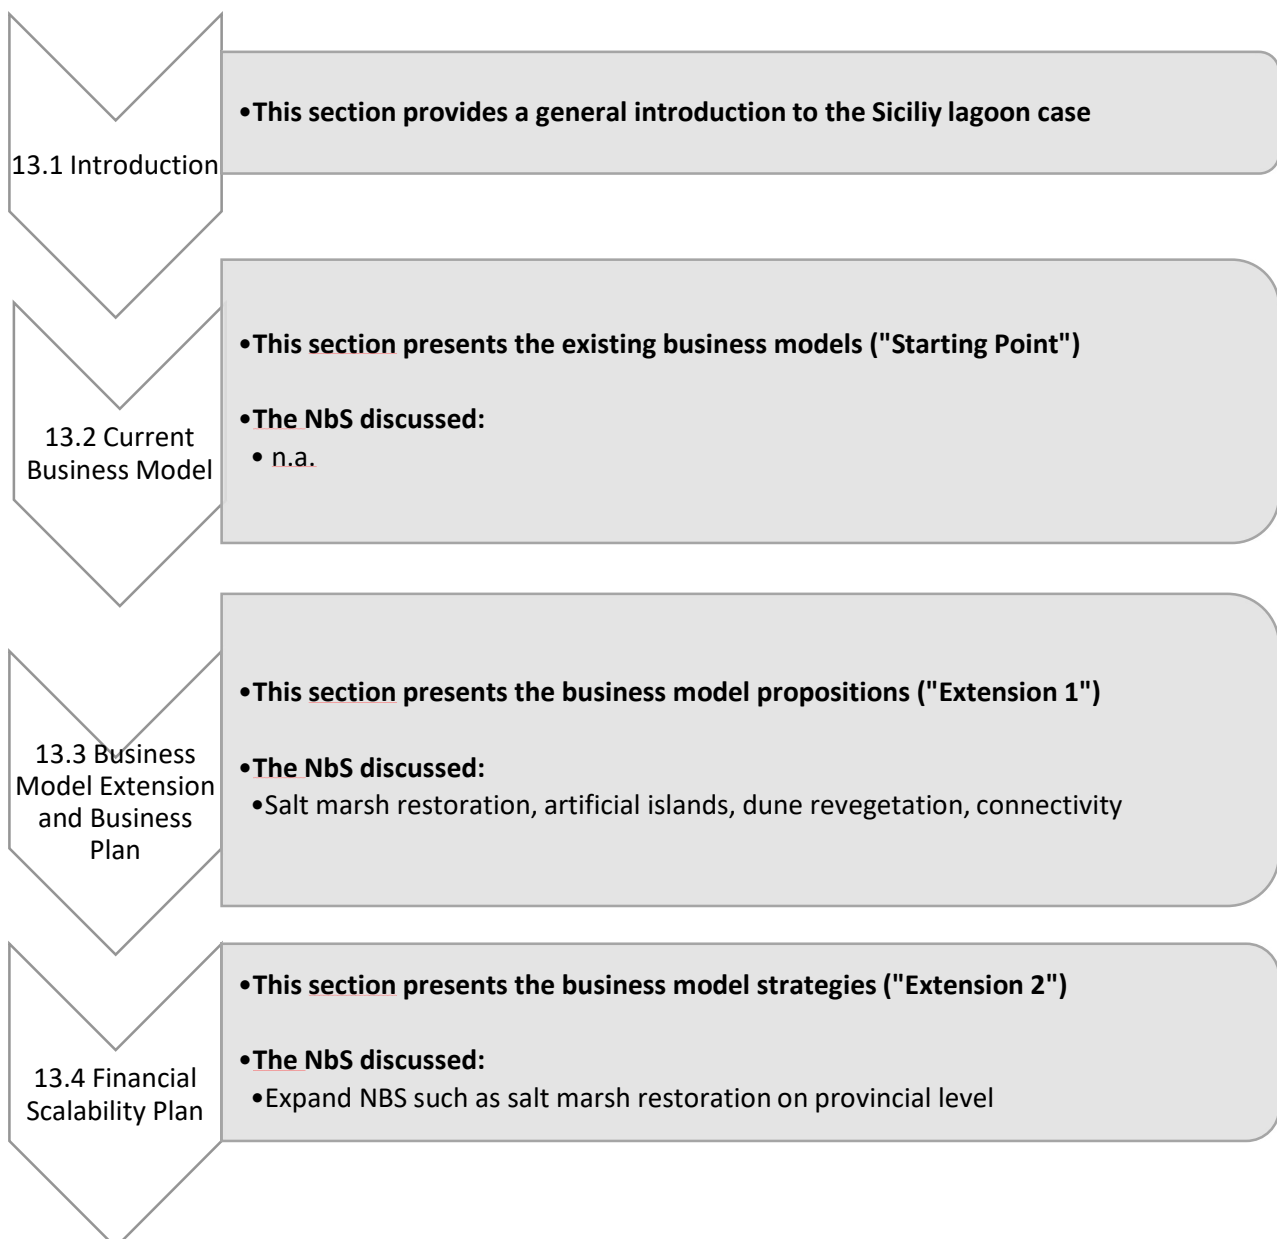 13.1 Introduction
•This section provides a general introduction to the Siciliy lagoon case
13.2 Current
Business Model
•This section presents the existing business models ("Starting Point")
•The NbS discussed:
• n.a.
13.3 Business
Model Extension
and Business
Plan
•This section presents the business model propositions ("Extension 1")
•The NbS discussed:
•Salt marsh restoration, artificial islands, dune revegetation, connectivity
13.4 Financial
Scalability Plan
•This section presents the business model strategies ("Extension 2")
•The NbS discussed:
•Expand NBS such as salt marsh restoration on provincial level